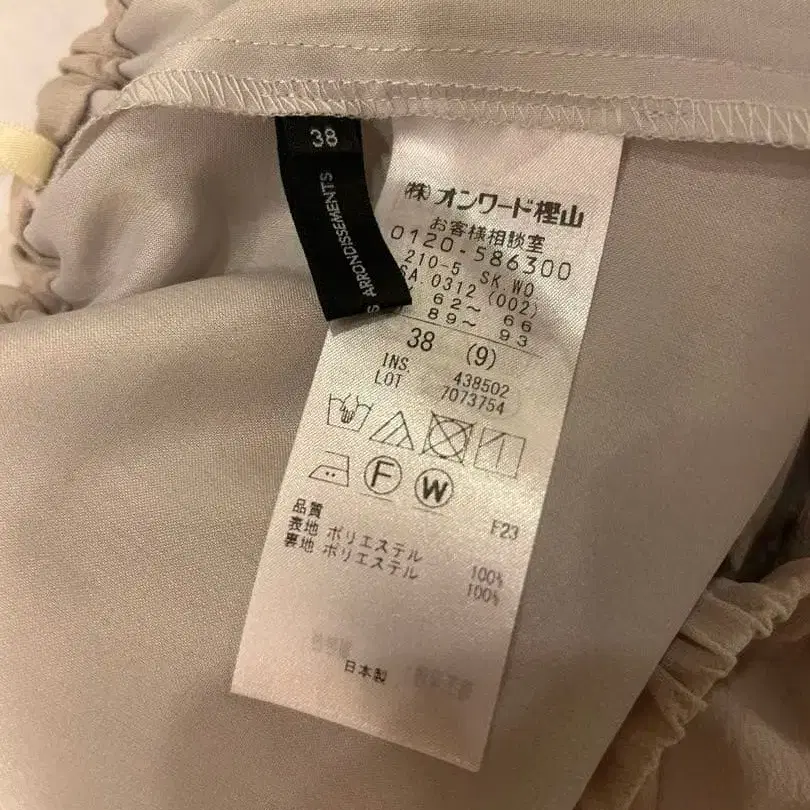 38
ARRONDISSEMENTS
(株)オンワード樫山
お客様相談室
0120-586300
210-5 SK.WO
SA.0312 (002)
62〜 66
89〜 93
38 (9)
INS. 438502
LOT 7073754
F W
F23
品質
表地 ポリエステル 100%
裏地 ポリエステル 100%
日本製